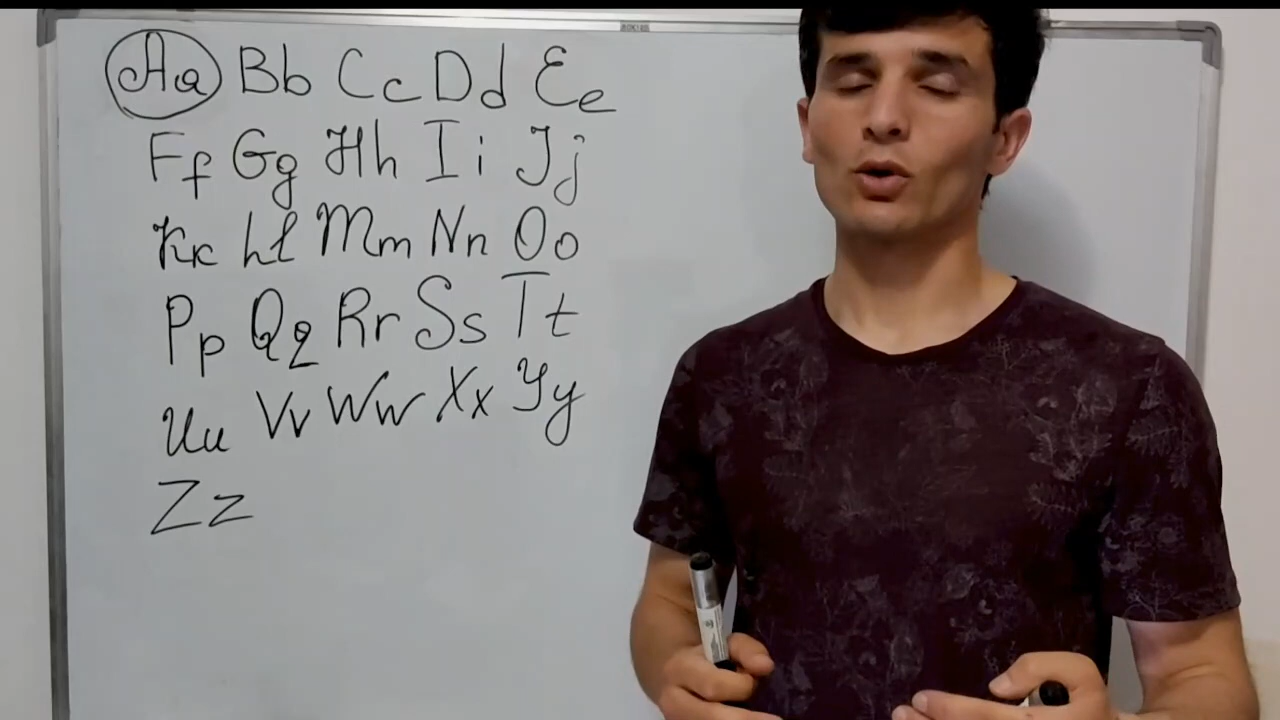 Aa Bb Cc Dd Ee
Ff Gg Hh Ii Jj
Kk Ll Mm Nn Oo
Pp Qq Rr Ss Tt
Uu Vv Ww Xx Yy
Zz